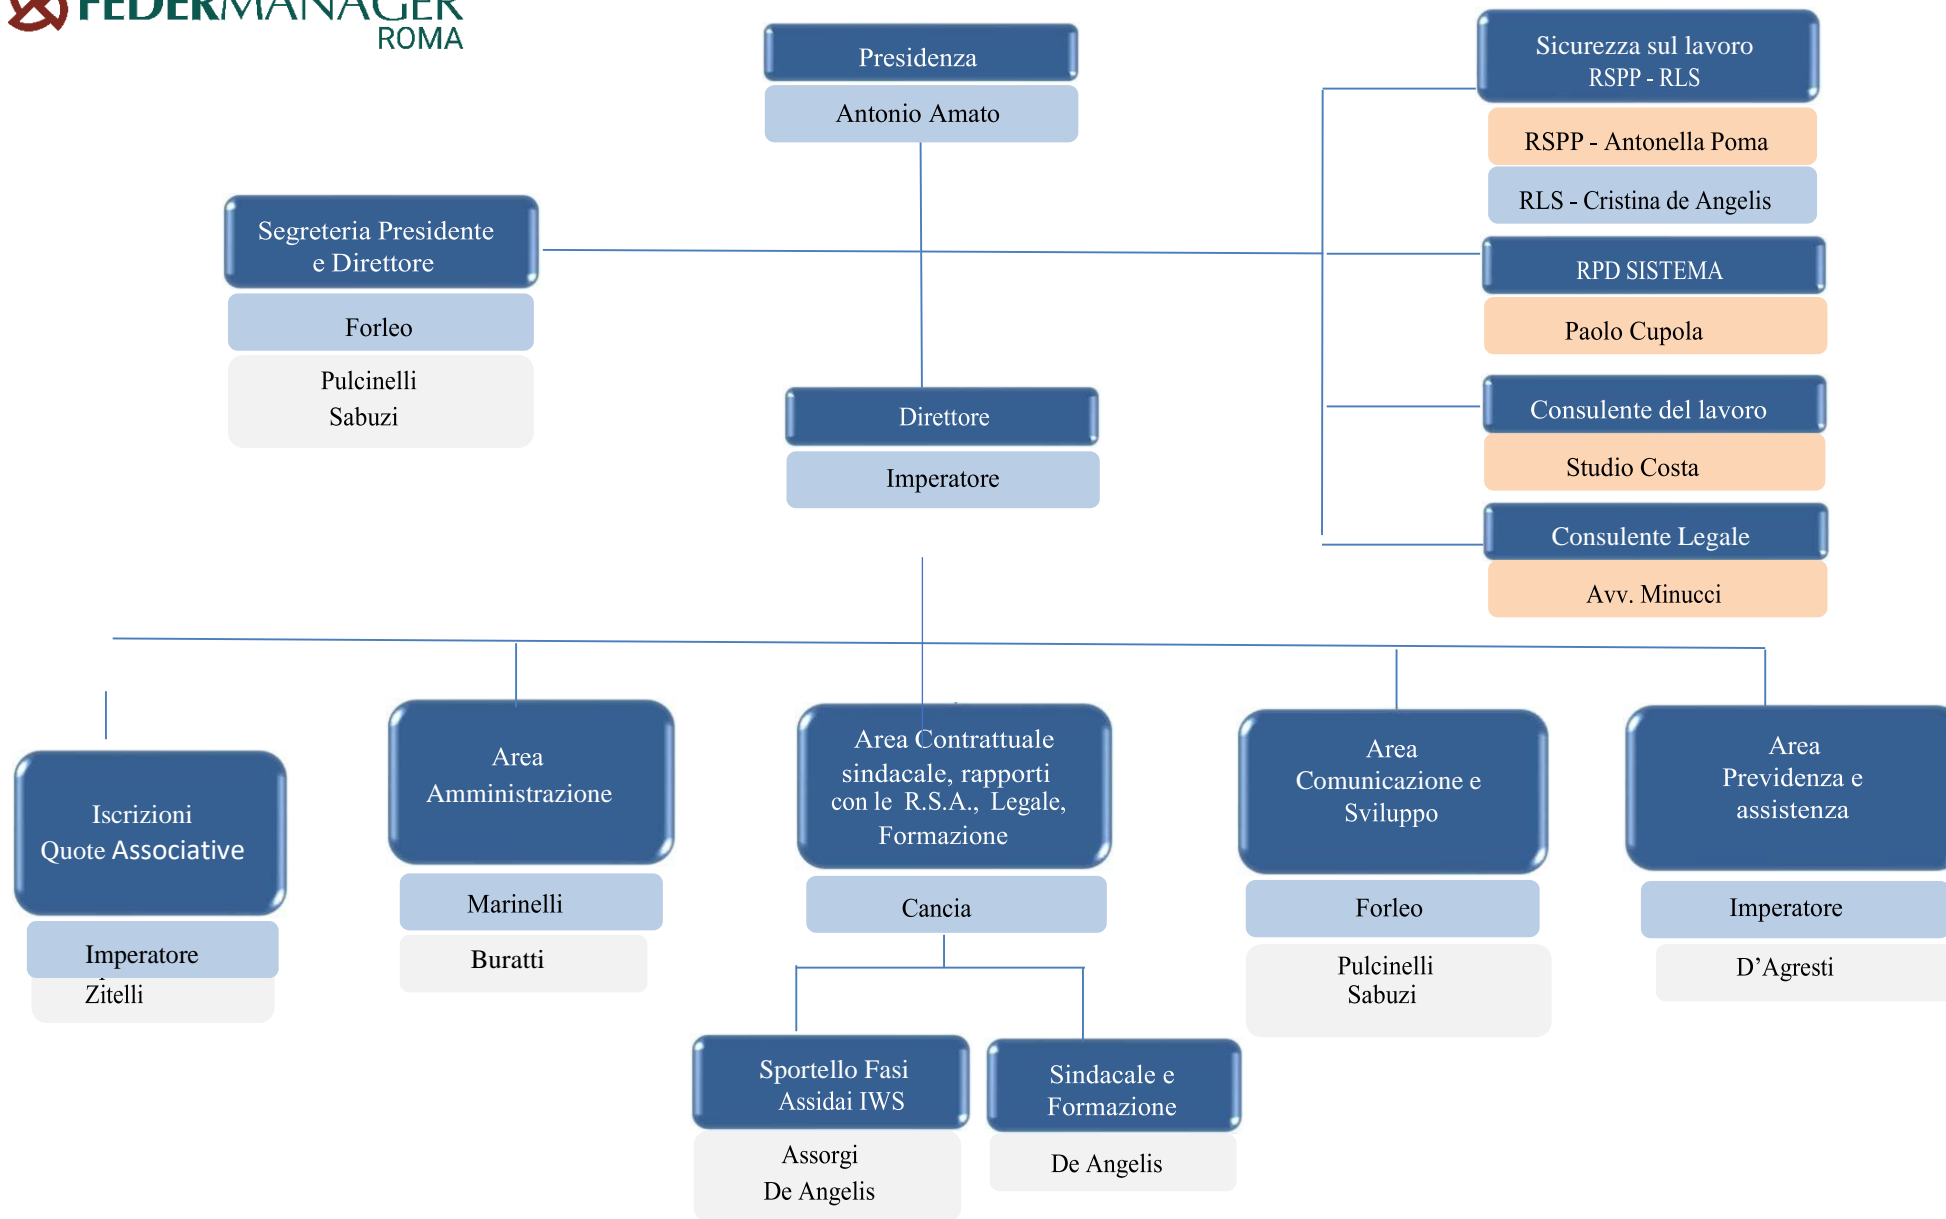 FEDERMANAGER
ROMA
Presidenza
Antonio Amato
Sicurezza sul lavoro
RSPP - RLS
RSPP - Antonella Poma
RLS - Cristina de Angelis
Segreteria Presidente
e Direttore
Forleo
Pulcinelli
Sabuzi
RPD SISTEMA
Paolo Cupola
Direttore
Imperatore
Consulente del lavoro
Studio Costa
Consulente Legale
Avv. Minucci
Iscrizioni
Quote Associative
Imperatore
Zitelli
Area
Amministrazione
Marinelli
Buratti
Area Contrattuale
sindacale, rapporti
con le R.S.A., Legale,
Formazione
Cancia
Sportello Fasi
Assidai IWS
Assorgi
De Angelis
Sindacale e
Formazione
De Angelis
Area
Comunicazione e
Sviluppo
Forleo
Pulcinelli
Sabuzi
Area
Previdenza e
assistenza
Imperatore
D’Agresti